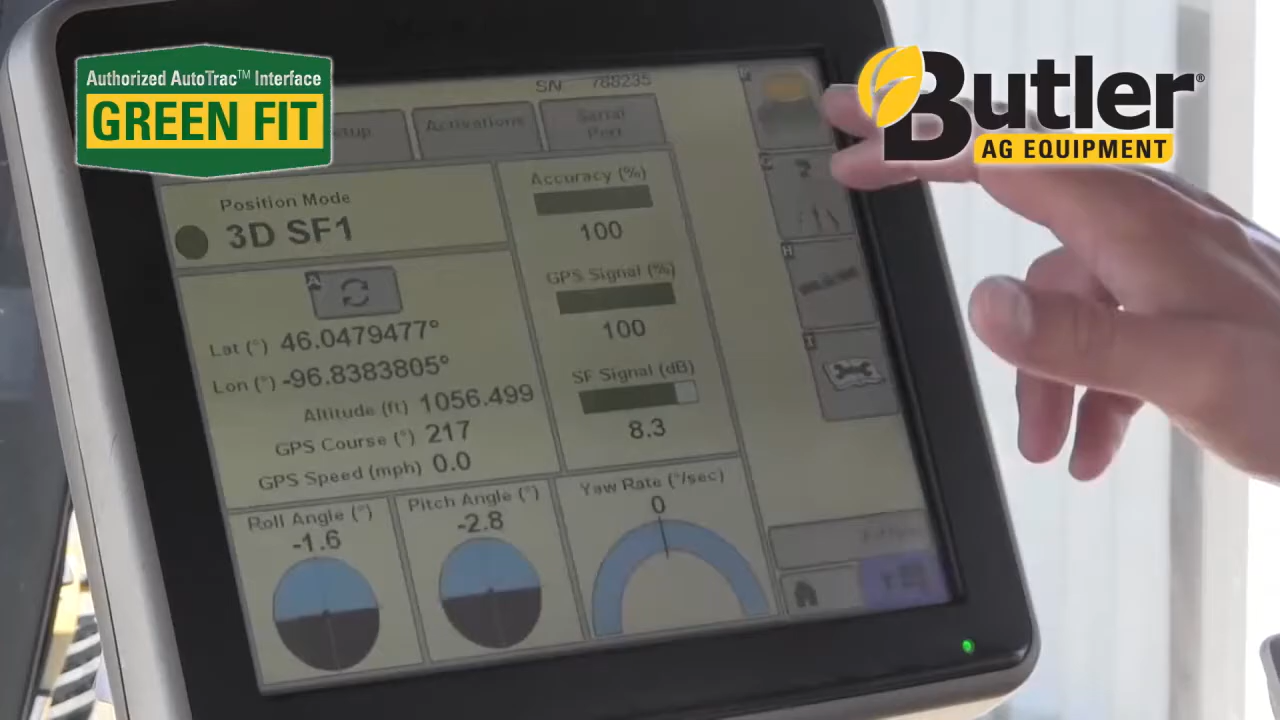 Authorized AutoTrac™ Interface
GREEN FIT
Butler®
AG EQUIPMENT
SN 788235
Activations
Serial
Port
Position Mode
3D SF1
A
Lat (°) 46.0479477°
Lon (°) -96.8383805°
Altitude (ft) 1056.499
GPS Course (°) 217
GPS Speed (mph) 0.0
Accuracy (%)
100
GPS Signal (%)
100
SF Signal (dB)
8.3
H
I
Roll Angle (°)
-1.6
Pitch Angle (°)
-2.8
Yaw Rate (°/sec)
0